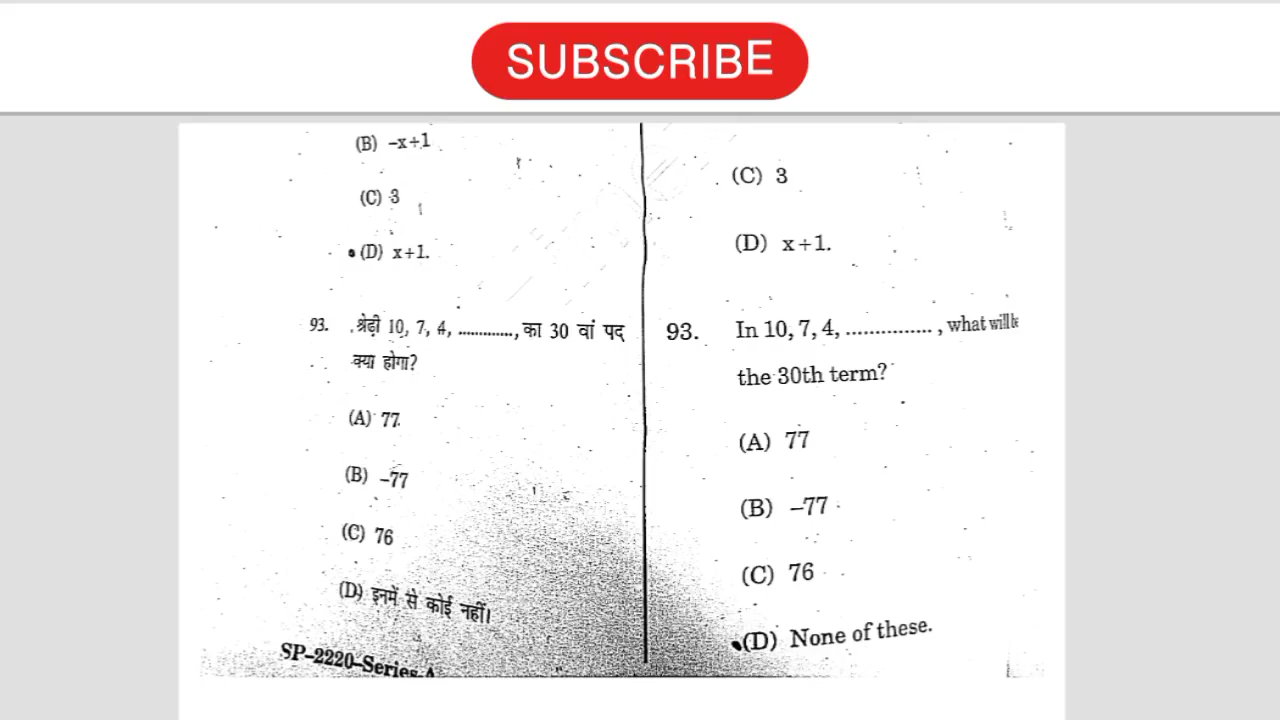 SUBSCRIBE
(B) -x+1
(C) 3
(D) x+1.
93. श्रेढ़ी 10, 7, 4, ............., का 30 वां पद
क्या होगा?
(A) 77
(B) -77
(C) 76
(D) इनमें से कोई नहीं।
SP-2220-Series-A
(C) 3
(D) x+1.
93. In 10, 7, 4, ............... , what will be
the 30th term?
(A) 77
(B) -77
(C) 76
(D) None of these.